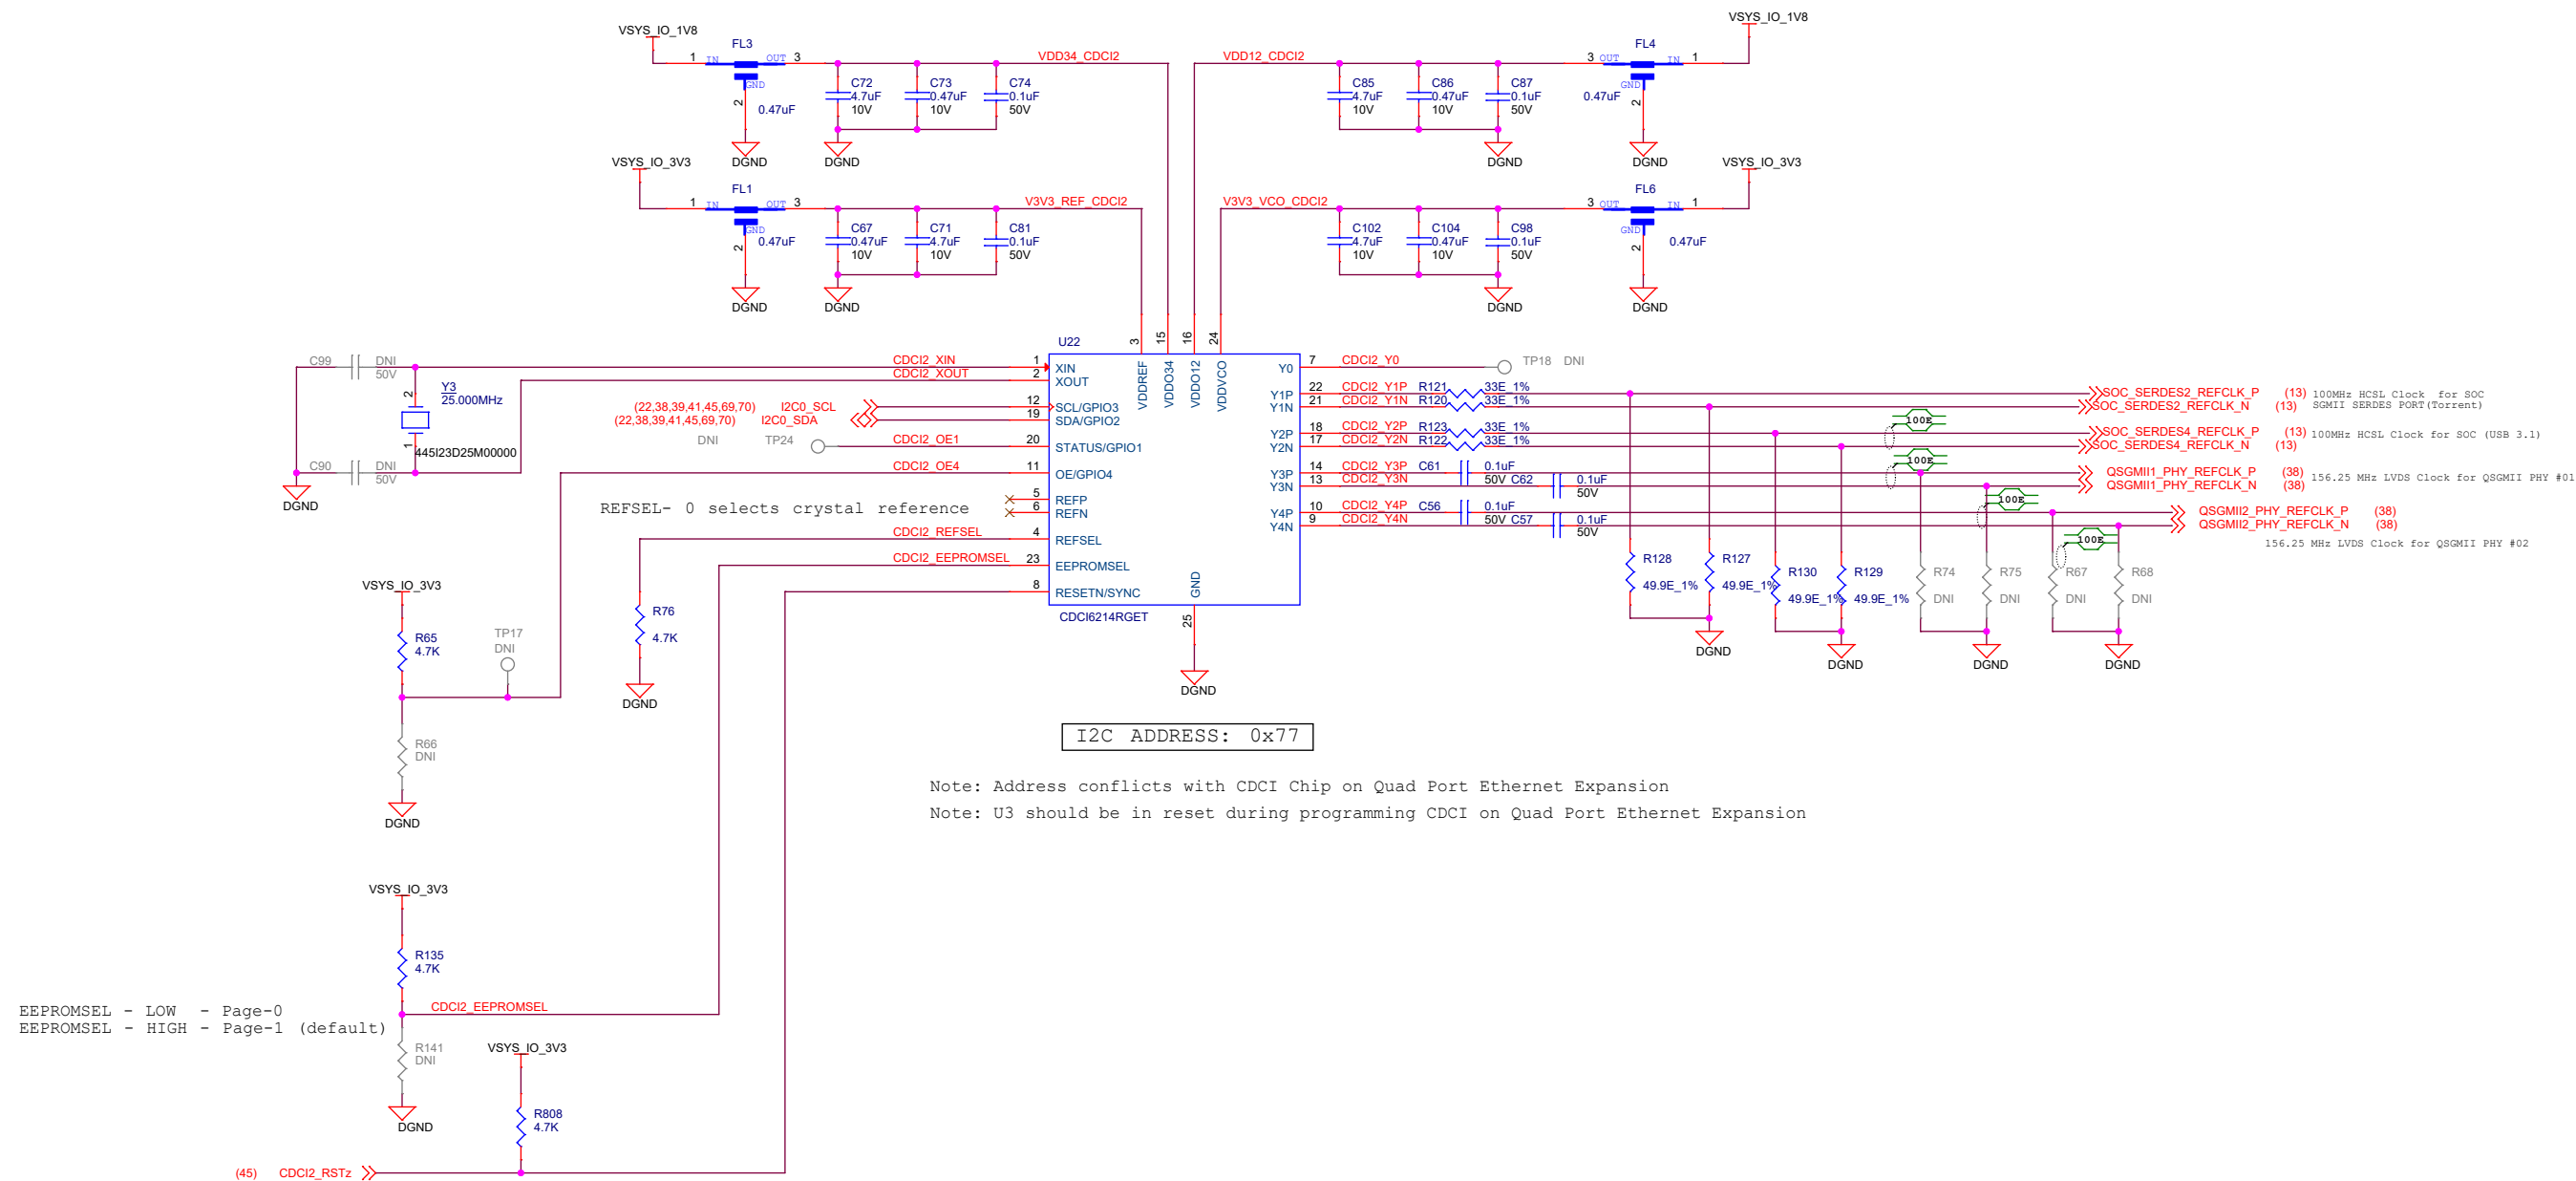 VSYS_IO_1V8
FL3
1 IN OUT 3
GND
2
0.47uF
DGND
C72
4.7uF
10V
C73
0.47uF
10V
C74
0.1uF
50V
DGND
VDD34_CDCI2
VDD12_CDCI2
C85
4.7uF
10V
C86
0.47uF
10V
C87
0.1uF
50V
DGND
VSYS_IO_1V8
FL4
3 OUT IN 1
GND
2
0.47uF
DGND
VSYS_IO_3V3
FL1
1 IN OUT 3
GND
2
0.47uF
DGND
C67
0.47uF
10V
C71
4.7uF
10V
C81
0.1uF
50V
DGND
V3V3_REF_CDCI2
V3V3_VCO_CDCI2
C102
4.7uF
10V
C104
0.47uF
10V
C98
0.1uF
50V
DGND
VSYS_IO_3V3
FL6
3 OUT IN 1
GND
2
0.47uF
DGND
C99 DNI
50V
Y3
25.000MHz
2
1
445I23D25M00000
C90 DNI
50V
DGND
CDCI2_XIN 1
CDCI2_XOUT 2
(22,38,39,41,45,69,70) I2C0_SCL 12
(22,38,39,41,45,69,70) I2C0_SDA 19
DNI TP24 CDCI2_OE1 20
CDCI2_OE4 11
5
6
REFSEL- 0 selects crystal reference
CDCI2_REFSEL 4
CDCI2_EEPROMSEL 23
8
U22
3 15 16 24
XIN
XOUT
VDDREF
VDDO34
VDDO12
VDDVCO
SCL/GPIO3
SDA/GPIO2
STATUS/GPIO1
OE/GPIO4
REFP
REFN
REFSEL
EEPROMSEL
RESETN/SYNC
GND
25
Y0
Y1P
Y1N
Y2P
Y2N
Y3P
Y3N
Y4P
Y4N
CDCI6214RGET
DGND
7 CDCI2_Y0 TP18 DNI
22 CDCI2_Y1P R121 33E_1%
21 CDCI2_Y1N R120 33E_1%
18 CDCI2_Y2P R123 33E_1%
17 CDCI2_Y2N R122 33E_1%
14 CDCI2_Y3P C61 0.1uF
50V
13 CDCI2_Y3N C62 0.1uF
50V
10 CDCI2_Y4P C56 0.1uF
50V
9 CDCI2_Y4N C57 0.1uF
50V
SOC_SERDES2_REFCLK_P (13)
SOC_SERDES2_REFCLK_N (13)
100MHz HCSL Clock for SOC
SGMII SERDES PORT(Torrent)
100E
SOC_SERDES4_REFCLK_P (13)
SOC_SERDES4_REFCLK_N (13)
100MHz HCSL Clock for SOC (USB 3.1)
100E
QSGMII1_PHY_REFCLK_P (38)
QSGMII1_PHY_REFCLK_N (38)
156.25 MHz LVDS Clock for QSGMII PHY #01
100E
QSGMII2_PHY_REFCLK_P (38)
QSGMII2_PHY_REFCLK_N (38)
100E
156.25 MHz LVDS Clock for QSGMII PHY #02
R128
49.9E_1%
R127
49.9E_1%
DGND
R130
49.9E_1%
R129
49.9E_1%
DGND
R74
DNI
R75
DNI
DGND
R67
DNI
R68
DNI
DGND
VSYS_IO_3V3
R65
4.7K
TP17
DNI
R66
DNI
DGND
R76
4.7K
DGND
I2C ADDRESS: 0x77
Note: Address conflicts with CDCI Chip on Quad Port Ethernet Expansion
Note: U3 should be in reset during programming CDCI on Quad Port Ethernet Expansion
VSYS_IO_3V3
R135
4.7K
CDCI2_EEPROMSEL
EEPROMSEL - LOW - Page-0
EEPROMSEL - HIGH - Page-1 (default)
R141
DNI
DGND
VSYS_IO_3V3
R808
4.7K
(45) CDCI2_RSTz